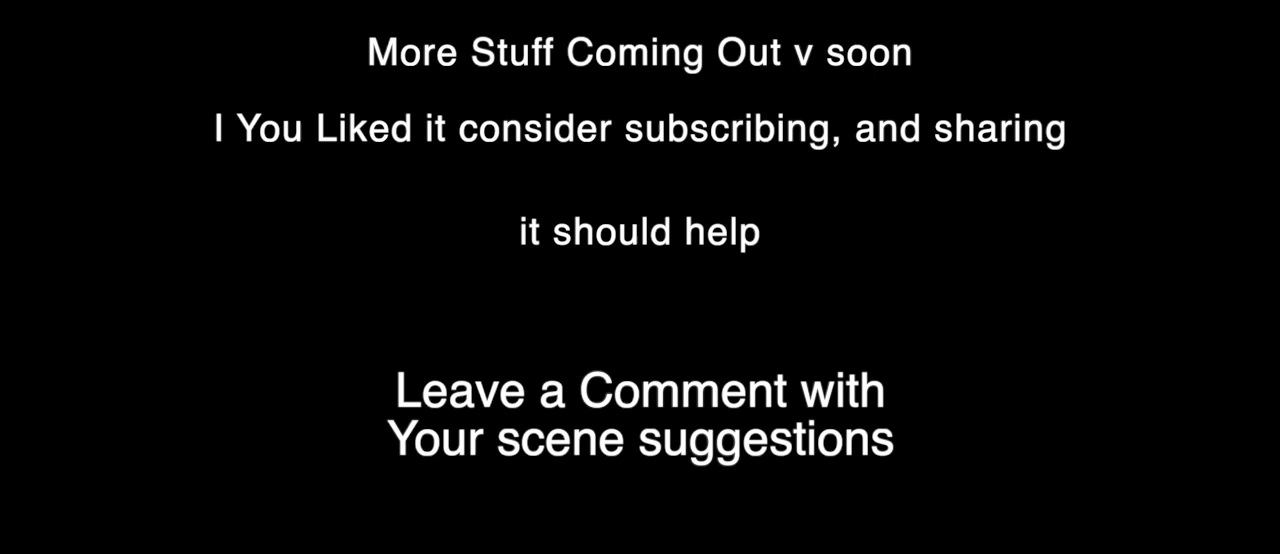 More Stuff Coming Out v soon
I You Liked it consider subscribing, and sharing
it should help
Leave a Comment with
Your scene suggestions